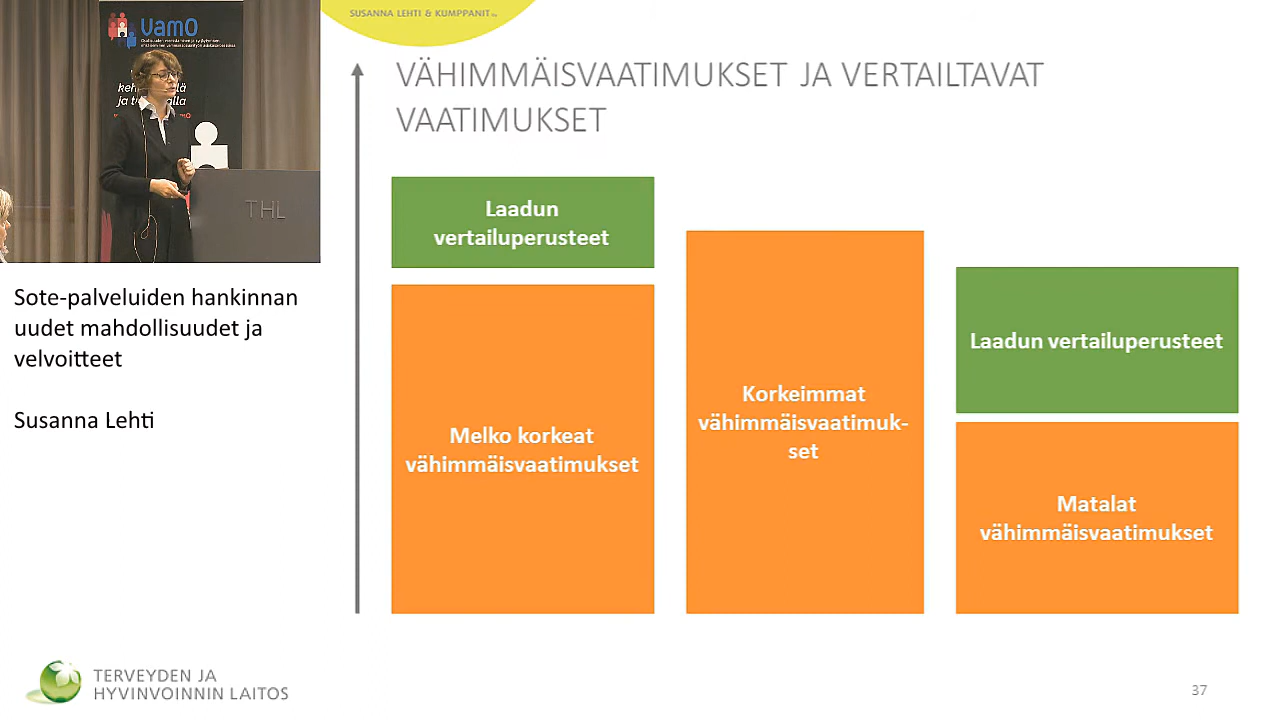 SUSANNA LEHTI & KUMPPANIT
VamO
THL
Sote-palveluiden hankinnan
uudet mahdollisuudet ja
velvoitteet
Susanna Lehti
VÄHIMMÄISVAATIMUKSET JA VERTAILTAVAT
VAATIMUKSET
Laadun
vertailuperusteet
Melko korkeat
vähimmäisvaatimukset
Korkeimmat
vähimmäisvaatimuk-
set
Laadun vertailuperusteet
Matalat
vähimmäisvaatimukset
TERVEYDEN JA
HYVINVOINNIN LAITOS
37